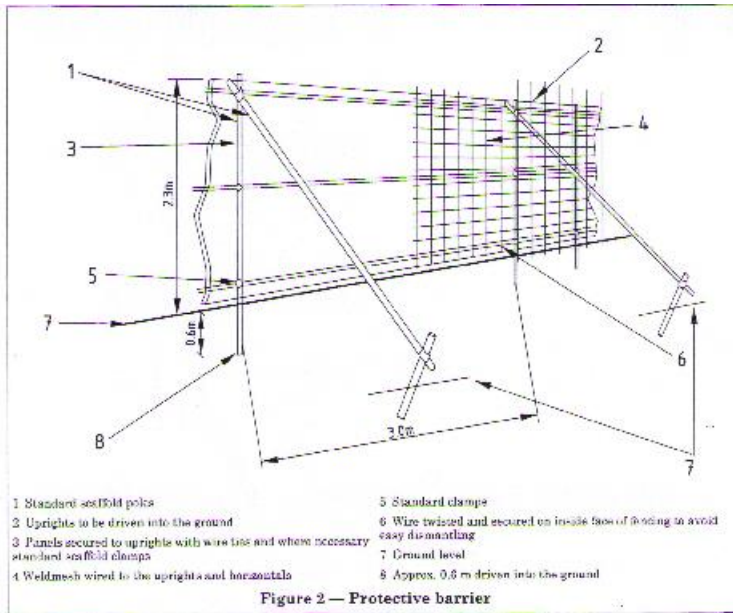 1
2
3
4
2.3m
5
7
0.6m
6
8
3.0m
7
1 Standard scaffold poles
2 Uprights to be driven into the ground
3 Panels secured to uprights with wire ties and where necessary
standard scaffold clamps
4 Weldmesh wired to the uprights and horizontals
5 Standard clamps
6 Wire twisted and secured on inside face of fencing to avoid
easy dismantling
7 Ground level
8 Approx. 0.6 m driven into the ground
Figure 2 — Protective barrier